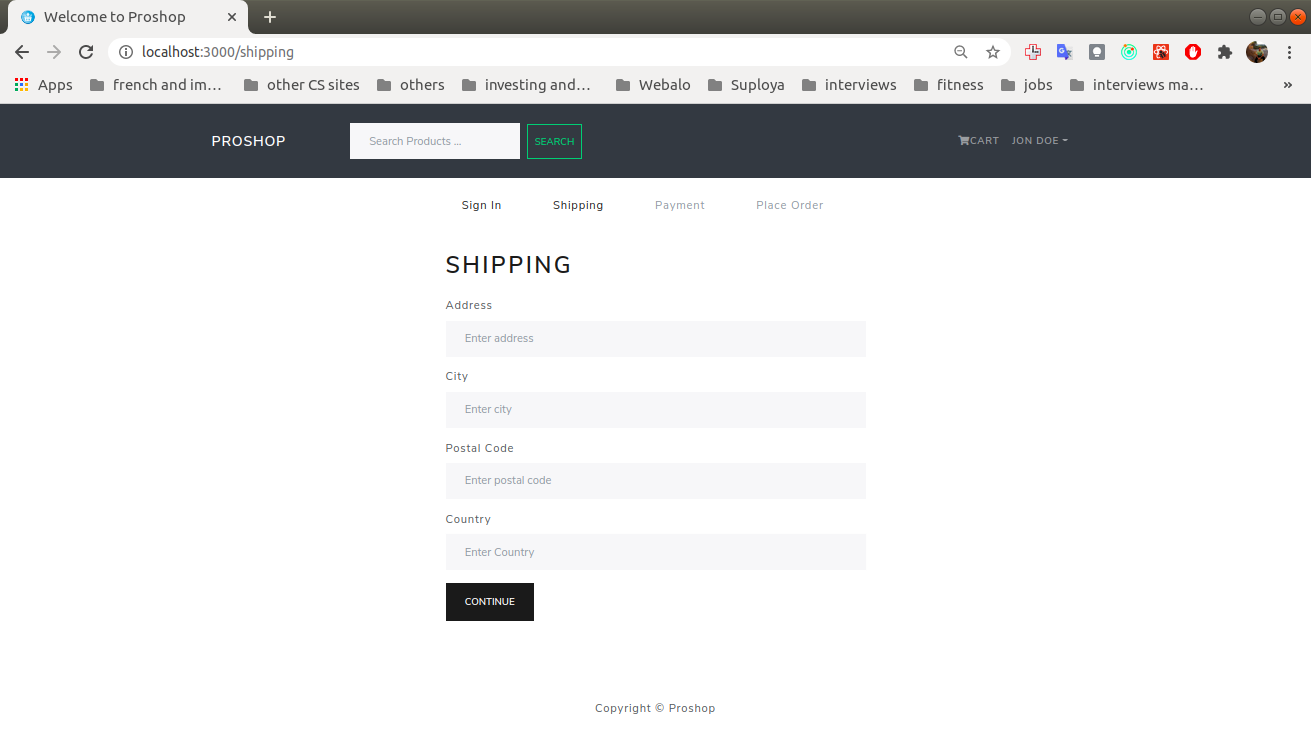 Welcome to Proshop
localhost:3000/shipping
Apps french and im… other CS sites others investing and… Webalo Suploya interviews fitness jobs interviews ma… »
PROSHOP Search Products ... SEARCH CART JON DOE
Sign In Shipping Payment Place Order
SHIPPING
Address
Enter address
City
Enter city
Postal Code
Enter postal code
Country
Enter Country
CONTINUE
Copyright © Proshop